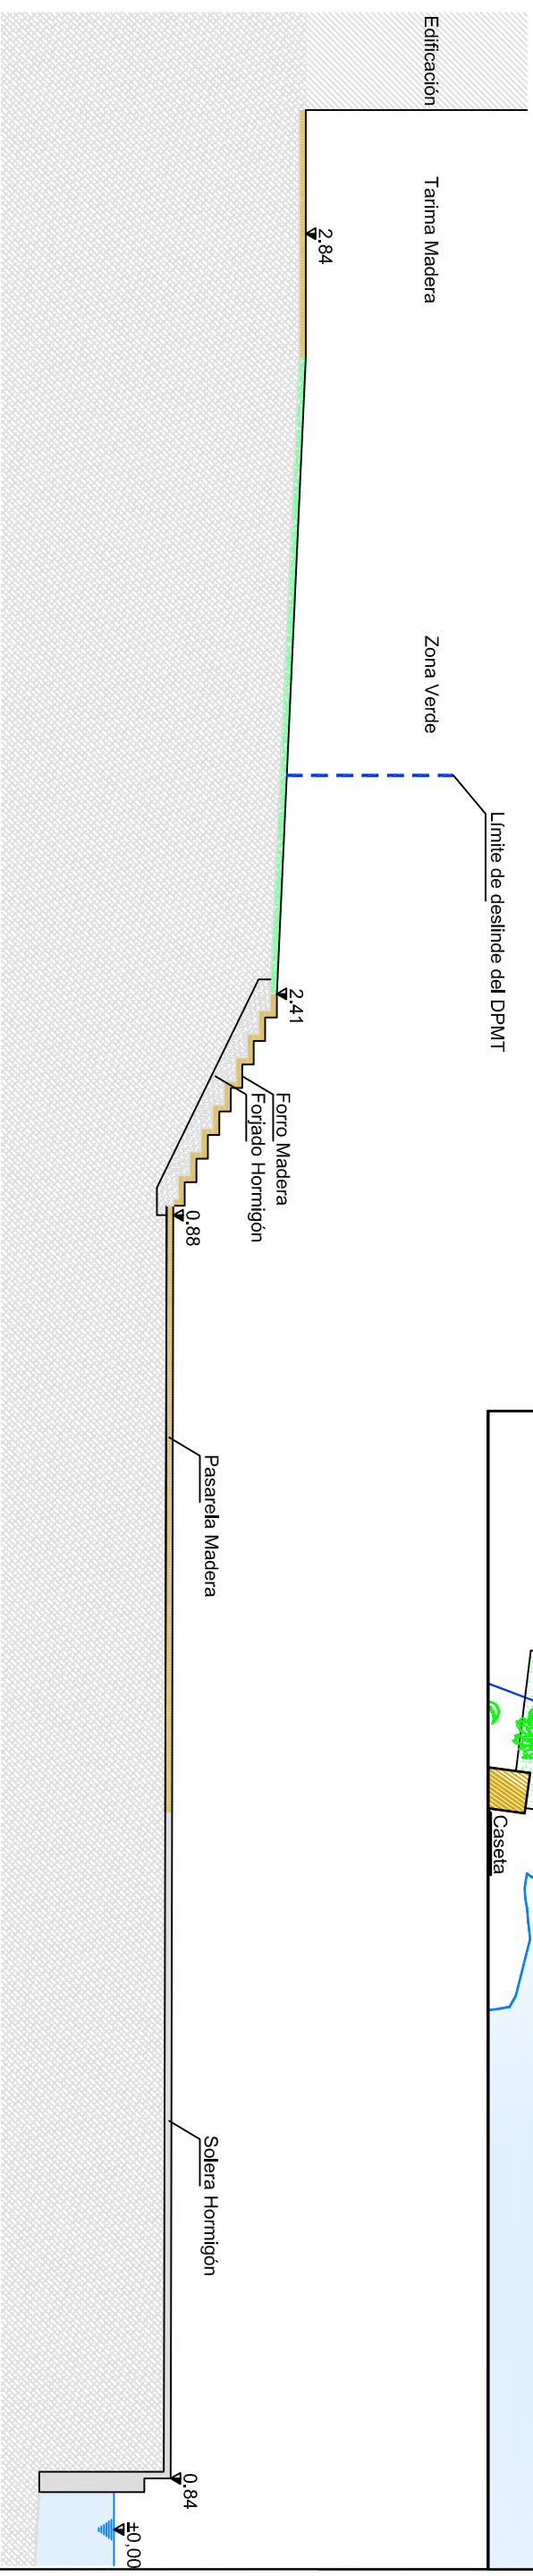 Edificación
Tarima Madera
2.84
Zona Verde
Límite de deslinde del DPMT
2.41
Forro Madera
Forjado Hormigón
0.88
Pasarela Madera
Caseta
Solera Hormigón
0.84
±0,00